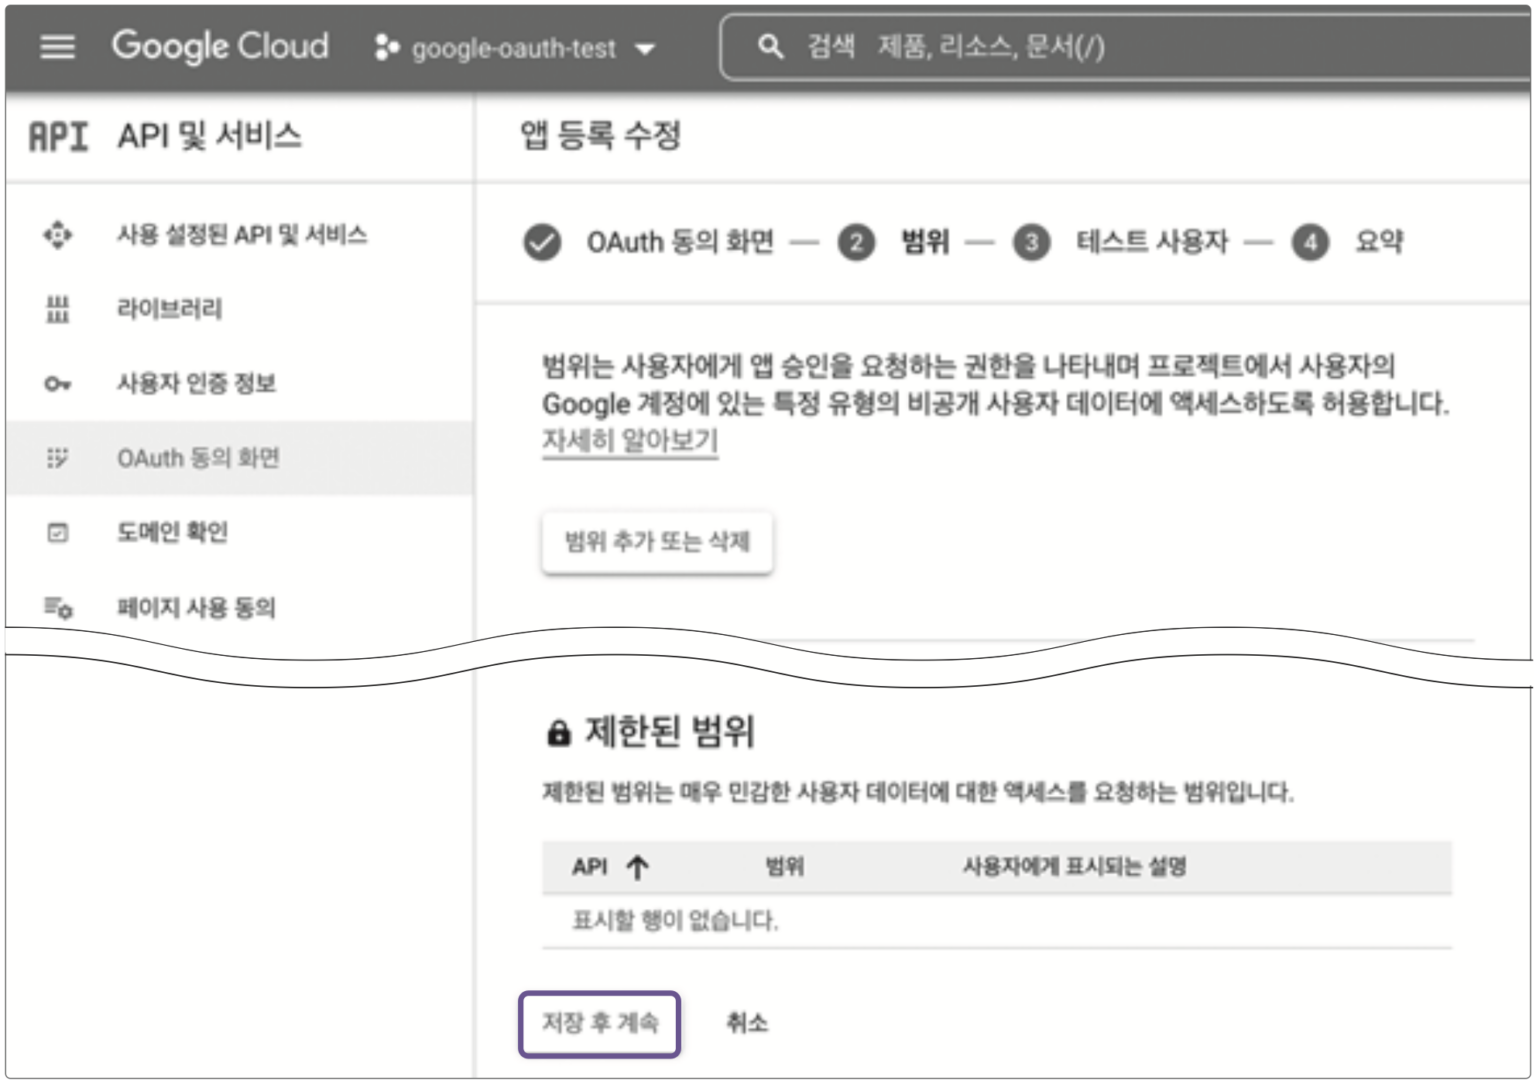 Google Cloud google-oauth-test 검색 제품, 리소스, 문서(/)
API API 및 서비스
앱 등록 수정
사용 설정된 API 및 서비스
라이브러리
사용자 인증 정보
OAuth 동의 화면
도메인 확인
페이지 사용 동의
OAuth 동의 화면 — 2 범위 — 3 테스트 사용자 — 4 요약
범위는 사용자에게 앱 승인을 요청하는 권한을 나타내며 프로젝트에서 사용자의
Google 계정에 있는 특정 유형의 비공개 사용자 데이터에 액세스하도록 허용합니다.
자세히 알아보기
범위 추가 또는 삭제
제한된 범위
제한된 범위는 매우 민감한 사용자 데이터에 대한 액세스를 요청하는 범위입니다.
API 범위 사용자에게 표시되는 설명
표시할 행이 없습니다.
저장 후 계속 취소